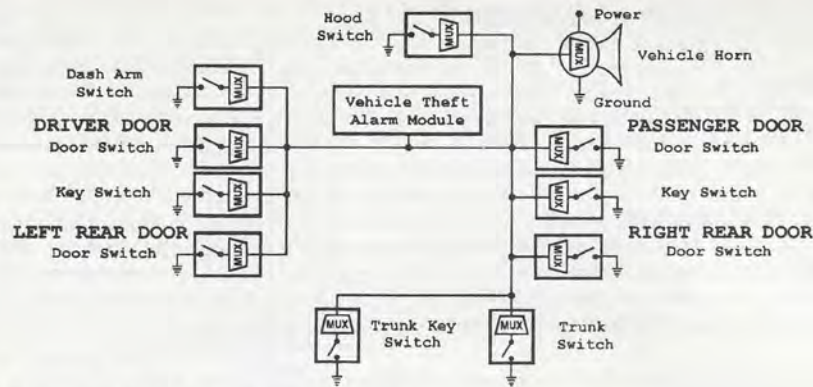 Hood
Switch
MUX
Power
MUX
Vehicle Horn
Ground
Dash Arm
Switch
MUX
Vehicle Theft
Alarm Module
DRIVER DOOR
Door Switch
MUX
PASSENGER DOOR
Door Switch
MUX
Key Switch
MUX
Key Switch
MUX
LEFT REAR DOOR
Door Switch
MUX
RIGHT REAR DOOR
Door Switch
MUX
MUX
Trunk Key
Switch
MUX
Trunk
Switch